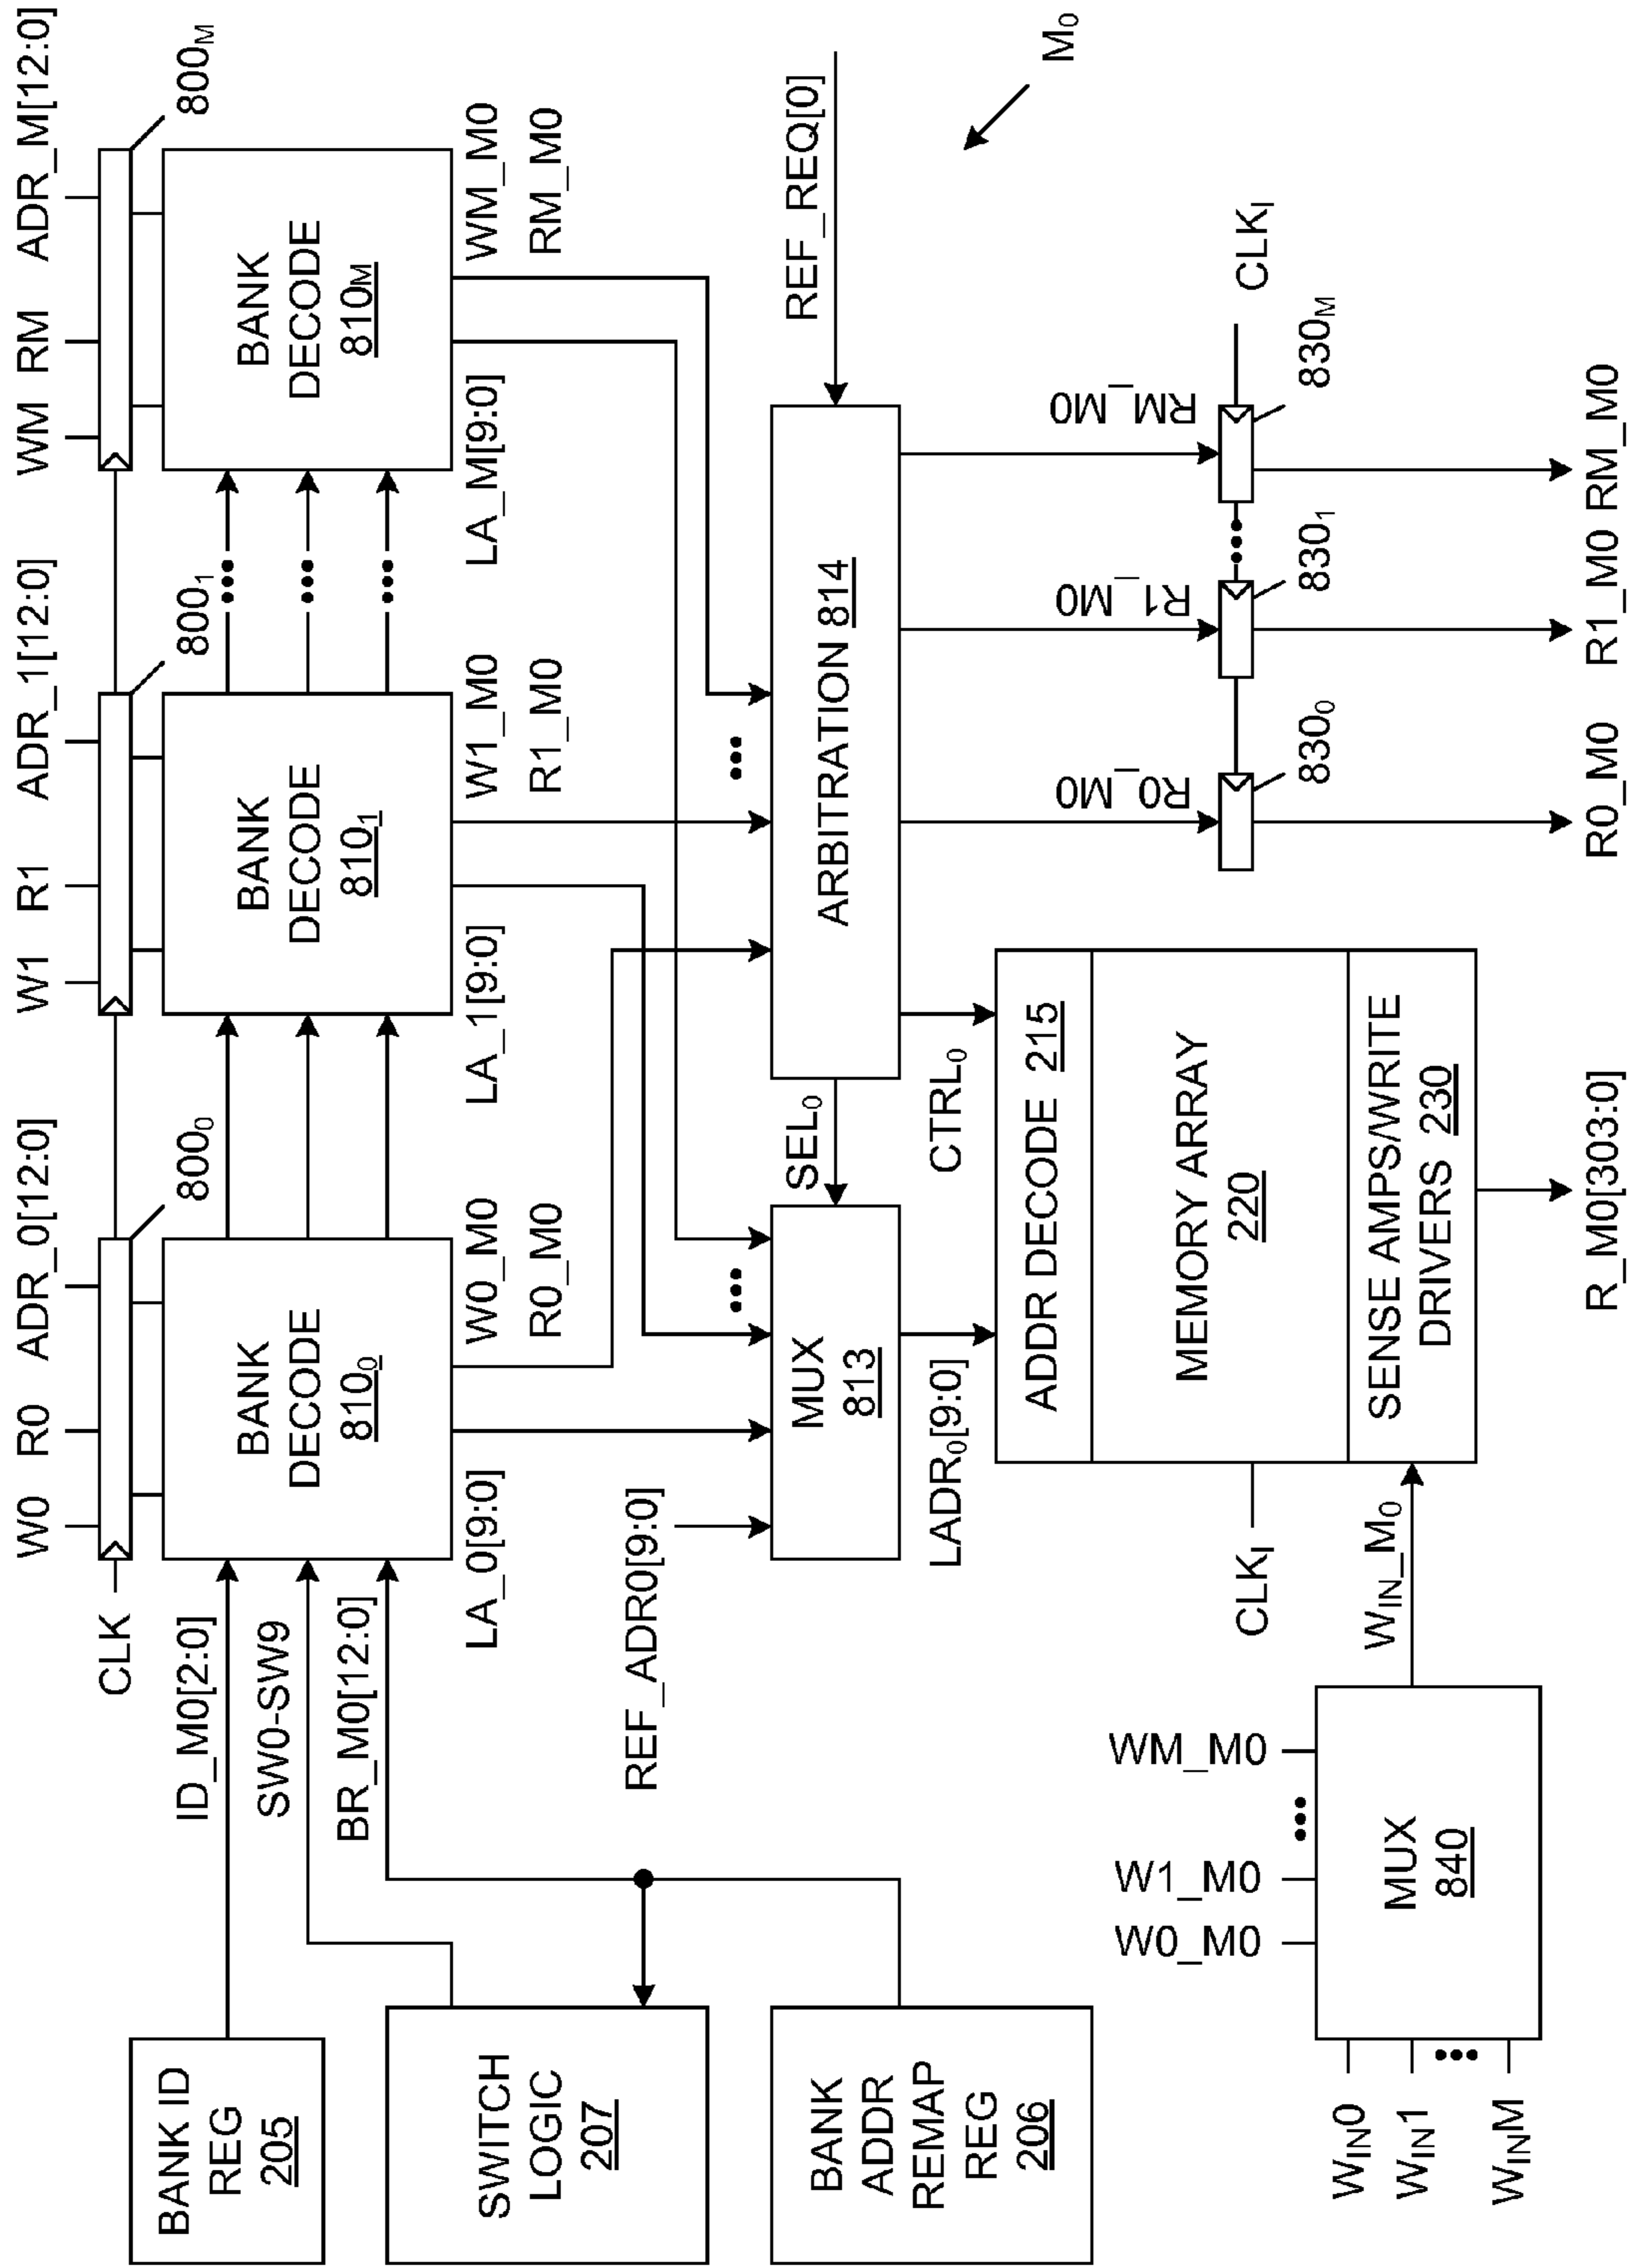 W0 R0 ADR_0[12:0]
W1 R1 ADR_1[12:0]
WM RM ADR_M[12:0]
CLK
800₀
800₁
800M
BANK ID
REG
205
ID_M0[2:0]
SW0-SW9
BR_M0[12:0]
BANK
DECODE
810₀
BANK
DECODE
810₁
BANK
DECODE
810M
SWITCH
LOGIC
207
LA_0[9:0]
W0_M0
R0_M0
LA_1[9:0]
W1_M0
R1_M0
LA_M[9:0]
WM_M0
RM_M0
BANK
ADDR
REMAP
REG
206
REF_ADR0[9:0]
MUX
813
SEL₀
ARBITRATION 814
REF_REQ[0]
LADR₀[9:0]
CTRL₀
R0_M0
R1_M0
RM_M0
M₀
ADDR DECODE 215
MEMORY ARRAY
220
SENSE AMPS/WRITE
DRIVERS 230
CLKI
CLKI
830₀
830₁
830M
WM_M0
W1_M0
W0_M0
MUX
840
WIN_M₀
WIN0
WIN1
WINM
R_M0[303:0]
R0_M0
R1_M0
RM_M0